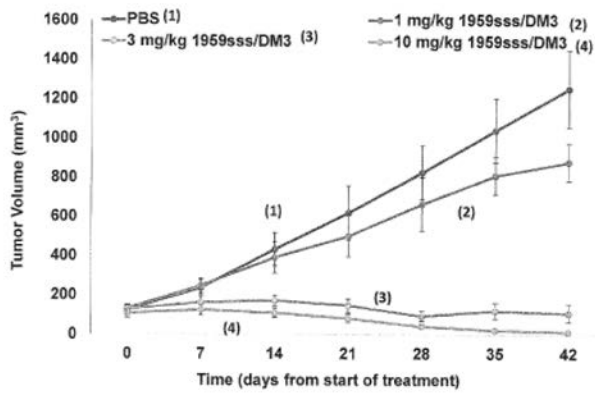 PBS (1)
1 mg/kg 1959sss/DM3 (2)
3 mg/kg 1959sss/DM3 (3)
10 mg/kg 1959sss/DM3 (4)
1600
1400
1200
1000
800
600
400
200
0
Tumor Volume (mm³)
(1)
(2)
(3)
(4)
0 7 14 21 28 35 42
Time (days from start of treatment)